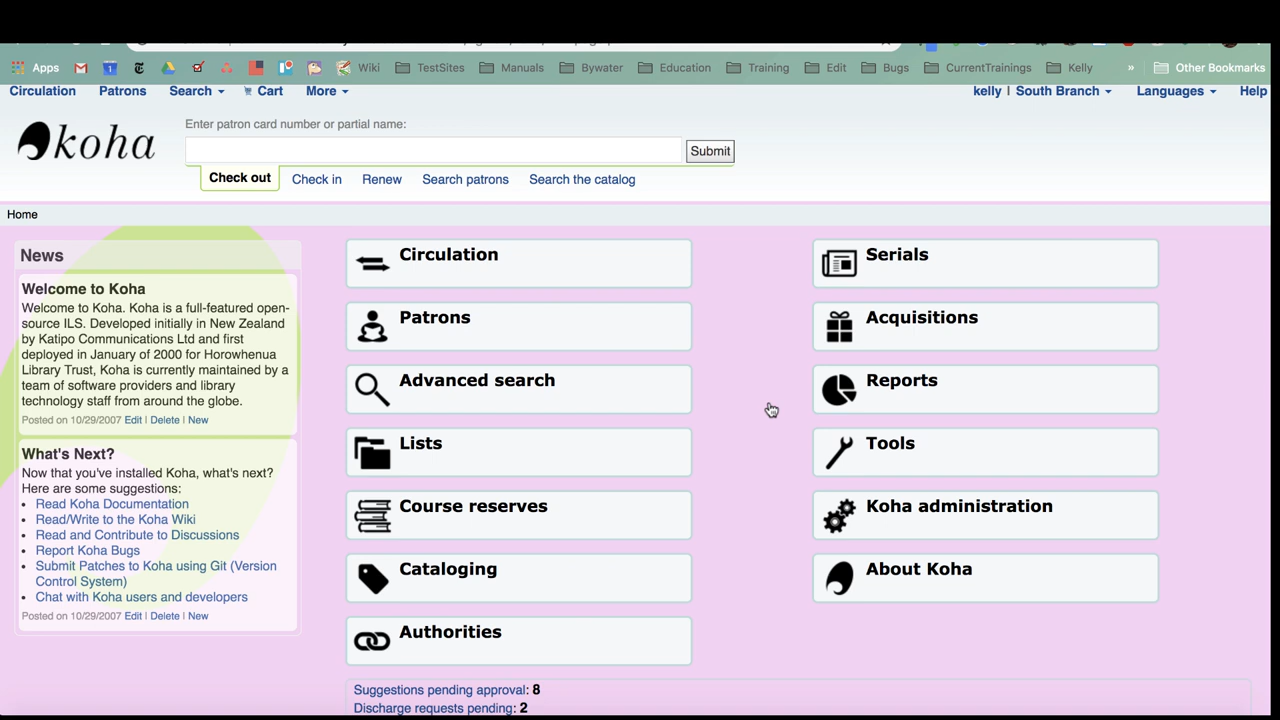 Apps Wiki TestSites Manuals Bywater Education Training Edit Bugs CurrentTrainings Kelly » Other Bookmarks
Circulation Patrons Search Cart More kelly | South Branch Languages Help
koha
Enter patron card number or partial name:
Submit
Check out Check in Renew Search patrons Search the catalog
Home
News
Welcome to Koha
Welcome to Koha. Koha is a full-featured open-
source ILS. Developed initially in New Zealand
by Katipo Communications Ltd and first
deployed in January of 2000 for Horowhenua
Library Trust, Koha is currently maintained by a
team of software providers and library
technology staff from around the globe.
Posted on 10/29/2007 Edit | Delete | New
What's Next?
Now that you've installed Koha, what's next?
Here are some suggestions:
• Read Koha Documentation
• Read/Write to the Koha Wiki
• Read and Contribute to Discussions
• Report Koha Bugs
• Submit Patches to Koha using Git (Version
Control System)
• Chat with Koha users and developers
Posted on 10/29/2007 Edit | Delete | New
Circulation
Patrons
Advanced search
Lists
Course reserves
Cataloging
Authorities
Serials
Acquisitions
Reports
Tools
Koha administration
About Koha
Suggestions pending approval: 8
Discharge requests pending: 2